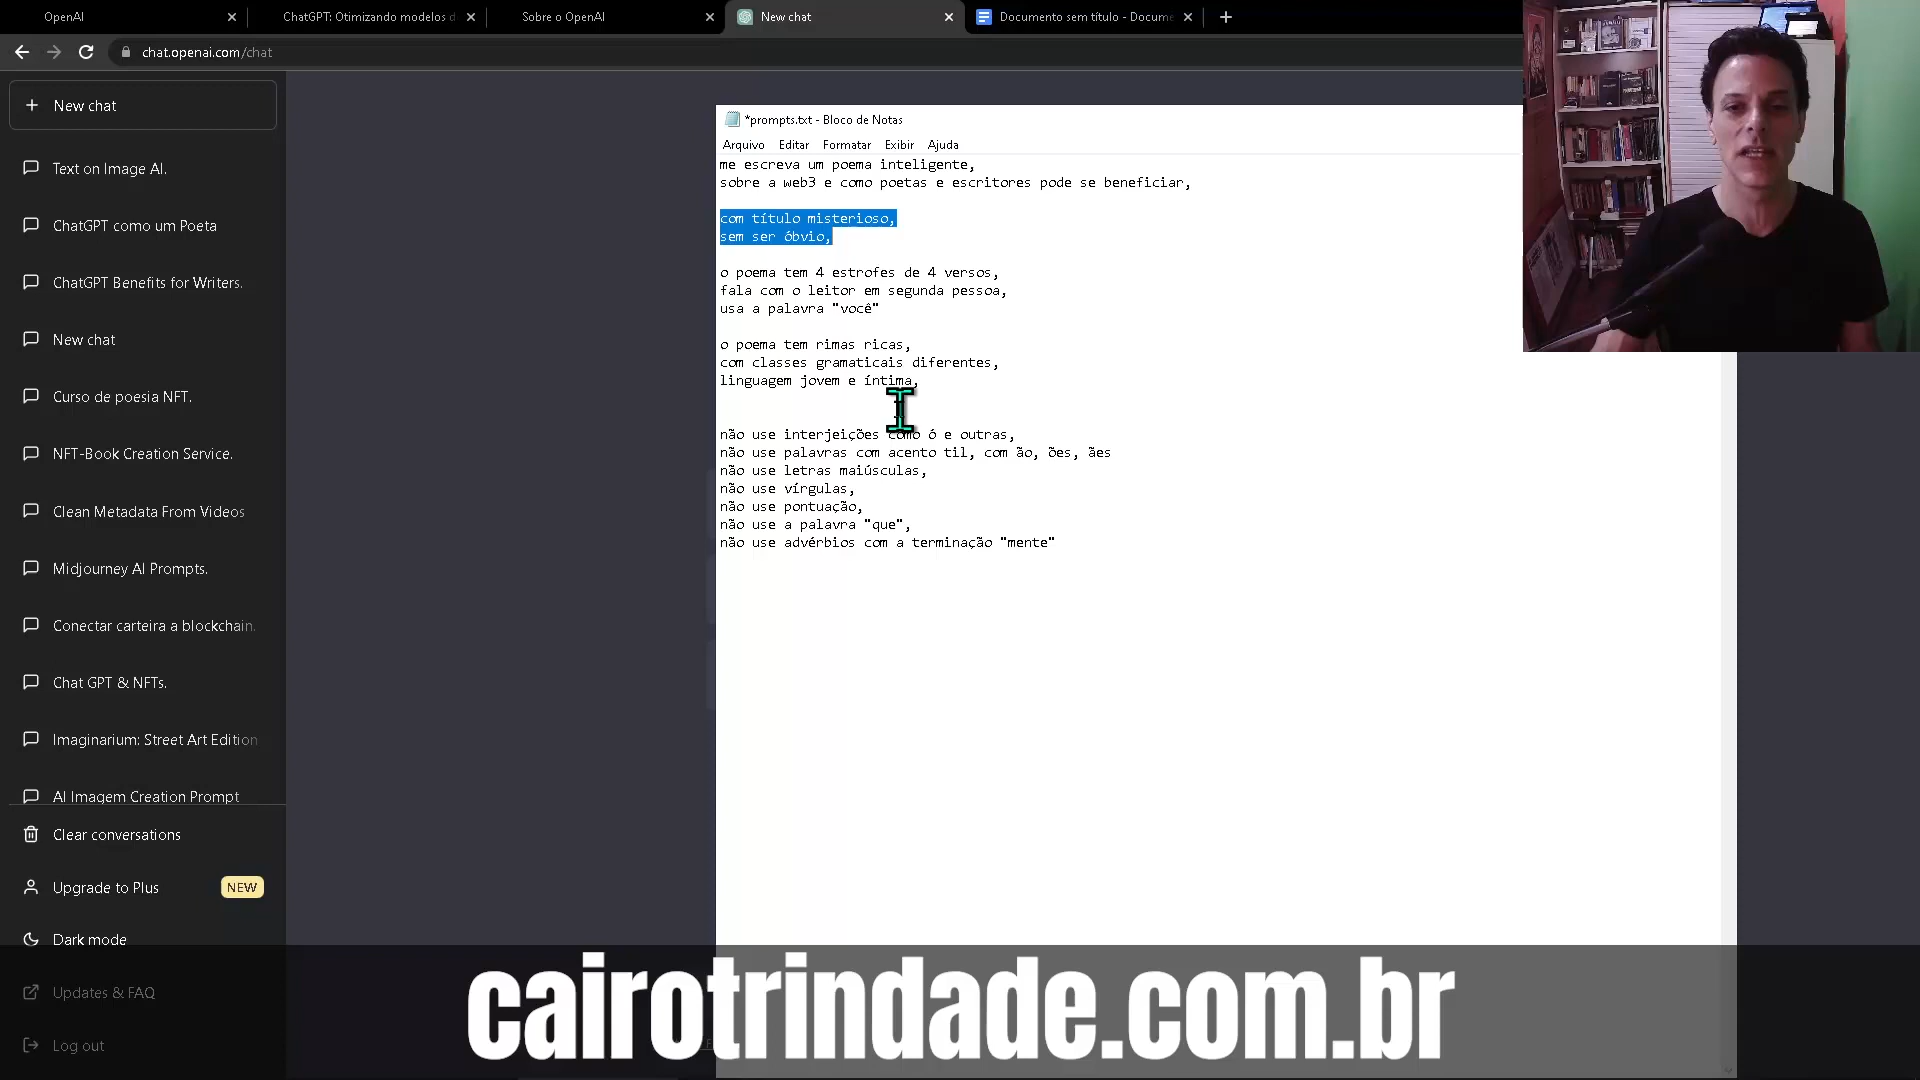 OpenAI
ChatGPT: Otimizando modelos d
Sobre o OpenAI
New chat
Documento sem título - Docume
chat.openai.com/chat
New chat
Text on Image AI.
ChatGPT como um Poeta
ChatGPT Benefits for Writers.
New chat
Curso de poesia NFT.
NFT-Book Creation Service.
Clean Metadata From Videos
Midjourney AI Prompts.
Conectar carteira a blockchain.
Chat GPT & NFTs.
Imaginarium: Street Art Edition
AI Imagem Creation Prompt
Clear conversations
Upgrade to Plus NEW
Dark mode
Updates & FAQ
Log out
*prompts.txt - Bloco de Notas
Arquivo Editar Formatar Exibir Ajuda
me escreva um poema inteligente,
sobre a web3 e como poetas e escritores pode se beneficiar,
com título misterioso,
sem ser óbvio,
o poema tem 4 estrofes de 4 versos,
fala com o leitor em segunda pessoa,
usa a palavra "você"
o poema tem rimas ricas,
com classes gramaticais diferentes,
linguagem jovem e íntima,
não use interjeições como ó e outras,
não use palavras com acento til, com ão, ões, ães
não use letras maiúsculas,
não use vírgulas,
não use pontuação,
não use a palavra "que",
não use advérbios com a terminação "mente"
cairotrindade.com.br